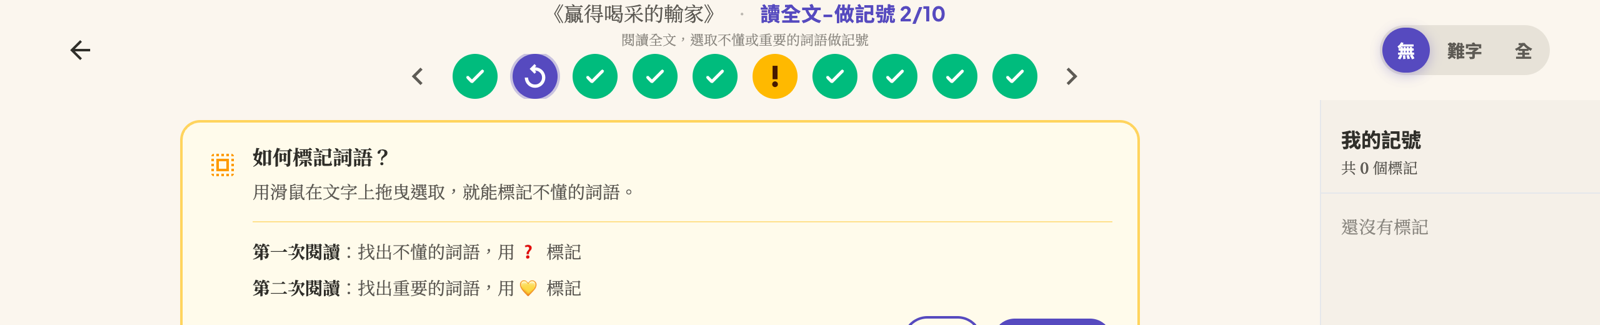 《贏得喝采的輸家》 · 讀全文-做記號 2/10
閱讀全文，選取不懂或重要的詞語做記號
無 難字 全
如何標記詞語？
用滑鼠在文字上拖曳選取，就能標記不懂的詞語。
第一次閱讀：找出不懂的詞語，用 ❓ 標記
第二次閱讀：找出重要的詞語，用 💛 標記
我的記號
共 0 個標記
還沒有標記